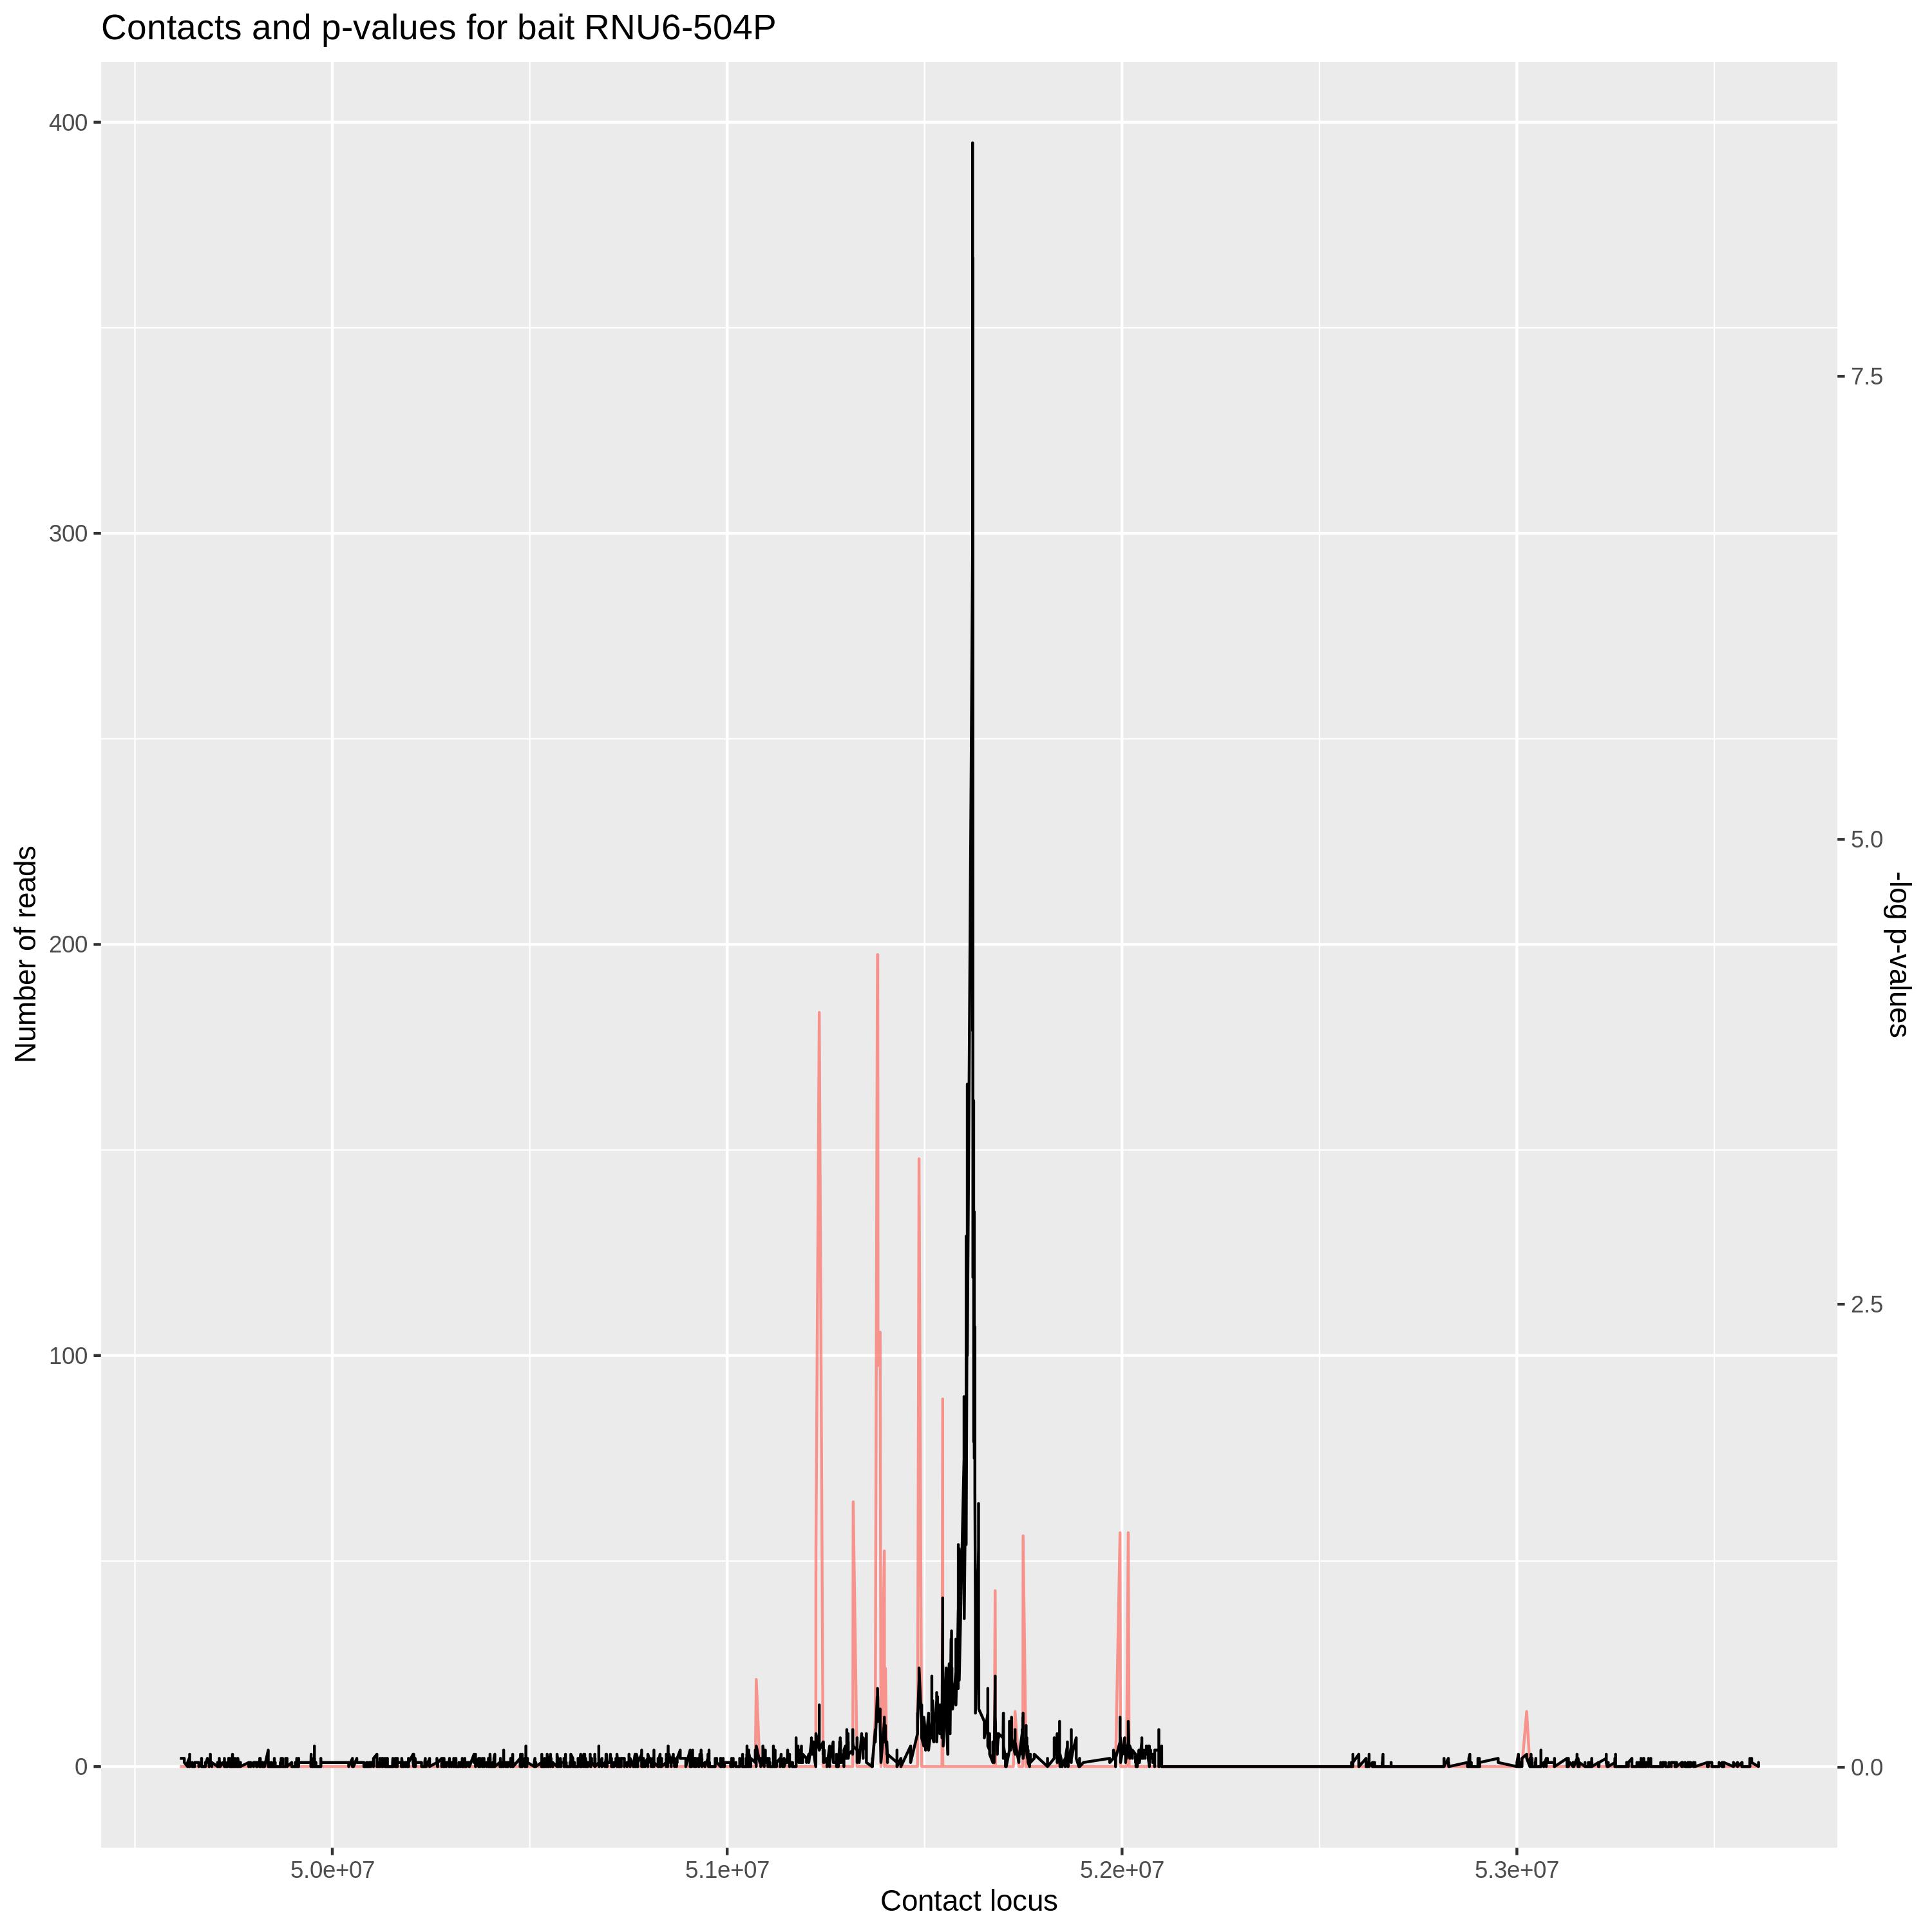 Contacts and p-values for bait RNU6-504P
400
300
200
100
0
Number of reads
7.5
5.0
2.5
0.0
-log p-values
5.0e+07
5.1e+07
5.2e+07
5.3e+07
Contact locus